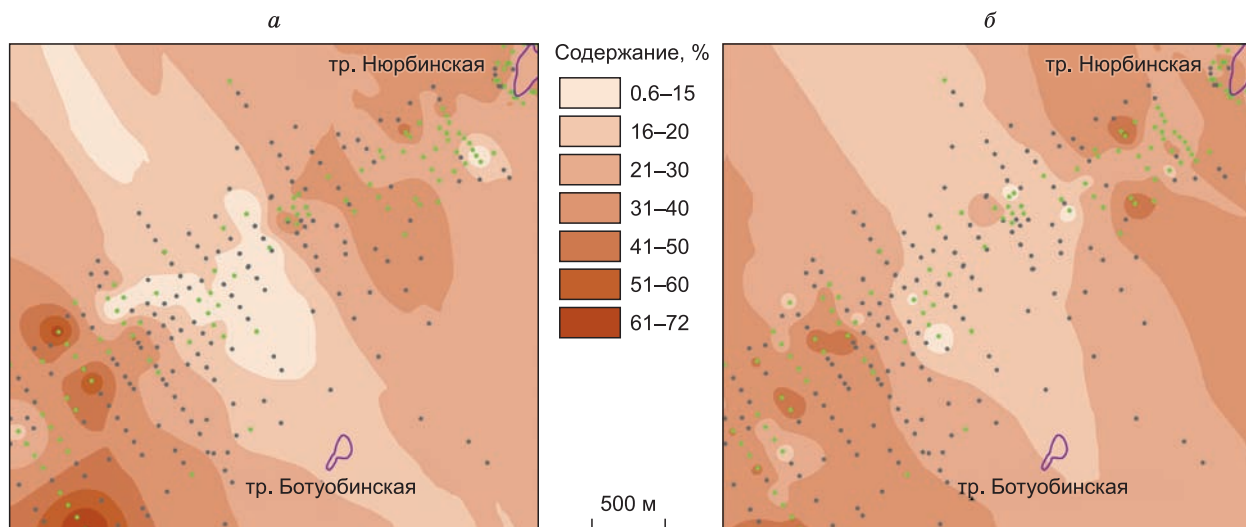 а
б
тр. Нюрбинская
Содержание, %
0.6–15
16–20
21–30
31–40
41–50
51–60
61–72
тр. Нюрбинская
тр. Ботуобинская
500 м
тр. Ботуобинская